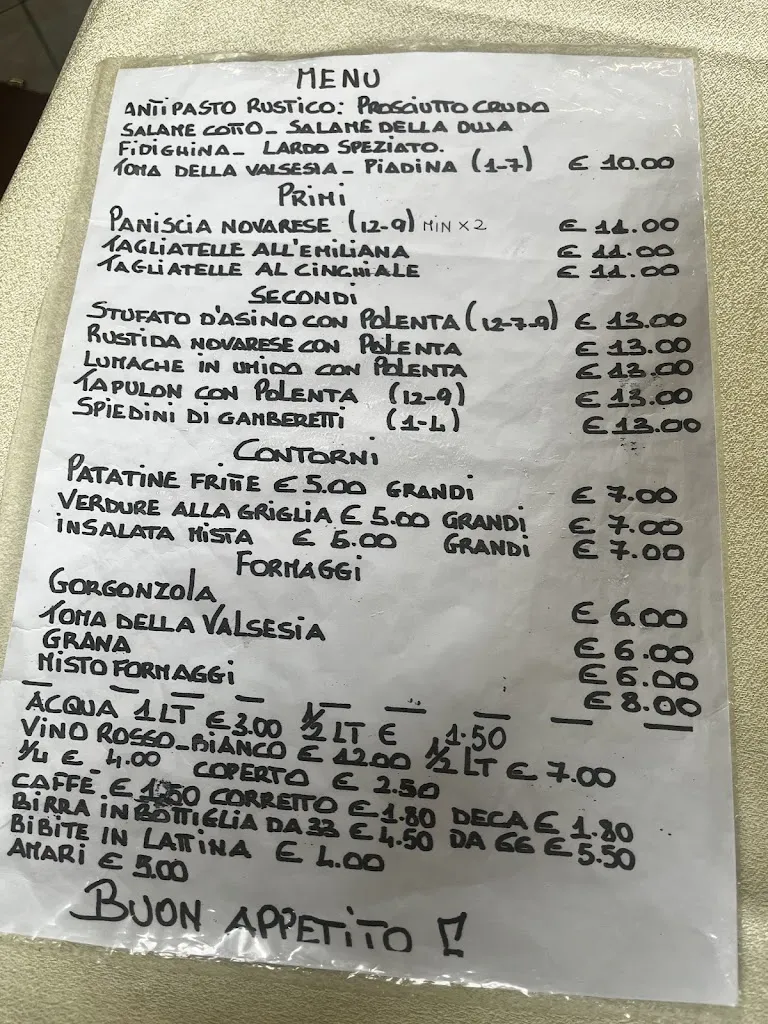 MENU
ANTIPASTO RUSTICO: PROSCIUTTO CRUDO
SALAME COTTO - SALAME DELLA DUJA
FIDIGHINA - LARDO SPEZIATO.
TOMA DELLA VALSESIA - PIADINA (1-7) € 10.00
PRIMI
PANISCIA NOVARESE (12-9) MIN X 2 € 11.00
TAGLIATELLE ALL'EMILIANA € 11.00
TAGLIATELLE AL CINGHIALE € 11.00
SECONDI
STUFATO D'ASINO CON POLENTA (12-7-9) € 13.00
RUSTIDA NOVARESE CON POLENTA € 13.00
LUMACHE IN UMIDO CON POLENTA € 13.00
TAPULON CON POLENTA (12-9) € 13.00
SPIEDINI DI GAMBERETTI (1-4) € 13.00
CONTORNI
PATATINE FRITTE € 5.00 GRANDI € 7.00
VERDURE ALLA GRIGLIA € 5.00 GRANDI € 7.00
INSALATA MISTA € 5.00 GRANDI € 7.00
FORMAGGI
GORGONZOLA € 6.00
TOMA DELLA VALSESIA € 6.00
GRANA € 6.00
MISTO FORMAGGI € 8.00
ACQUA 1 LT € 3.00 1/2 LT € 1.50
VINO ROSSO - BIANCO € 12.00 1/2 LT € 7.00
1/4 € 4.00 COPERTO € 2.50
CAFFÈ € 1.50 CORRETTO € 1.80 DECA € 1.80
BIRRA IN BOTTIGLIA DA 33 € 4.50 DA 66 € 5.50
BIBITE IN LATTINA € 4.00
AMARI € 5.00
BUON APPETITO !